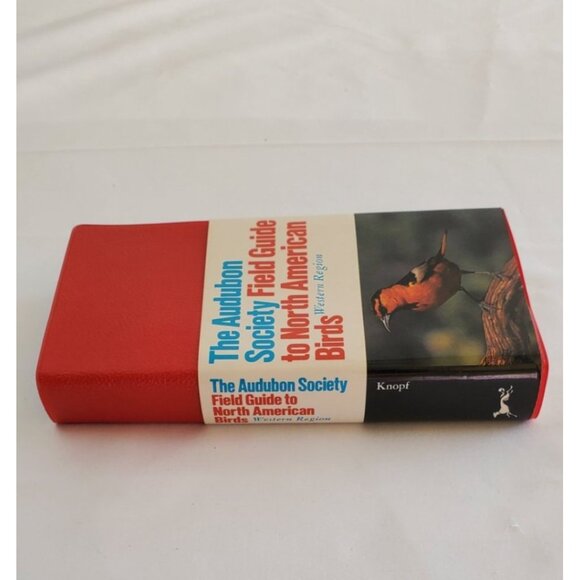 The Audubon
Society Field Guide
to North American
Birds Western Region
The Audubon Society
Field Guide to
North American
Birds Western Region
Knopf